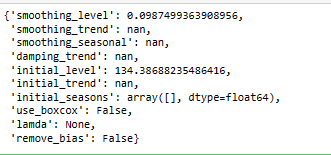 {'smoothing_level': 0.0987499363908956,
'smoothing_trend': nan,
'smoothing_seasonal': nan,
'damping_trend': nan,
'initial_level': 134.38688235486416,
'initial_trend': nan,
'initial_seasons': array([], dtype=float64),
'use_boxcox': False,
'lamda': None,
'remove_bias': False}